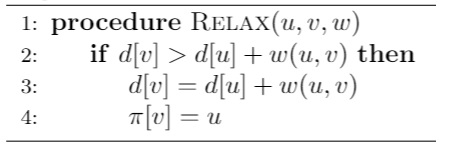 1: procedure RELAX(u, v, w)
2: if d[v] > d[u] + w(u, v) then
3: d[v] = d[u] + w(u, v)
4: π[v] = u